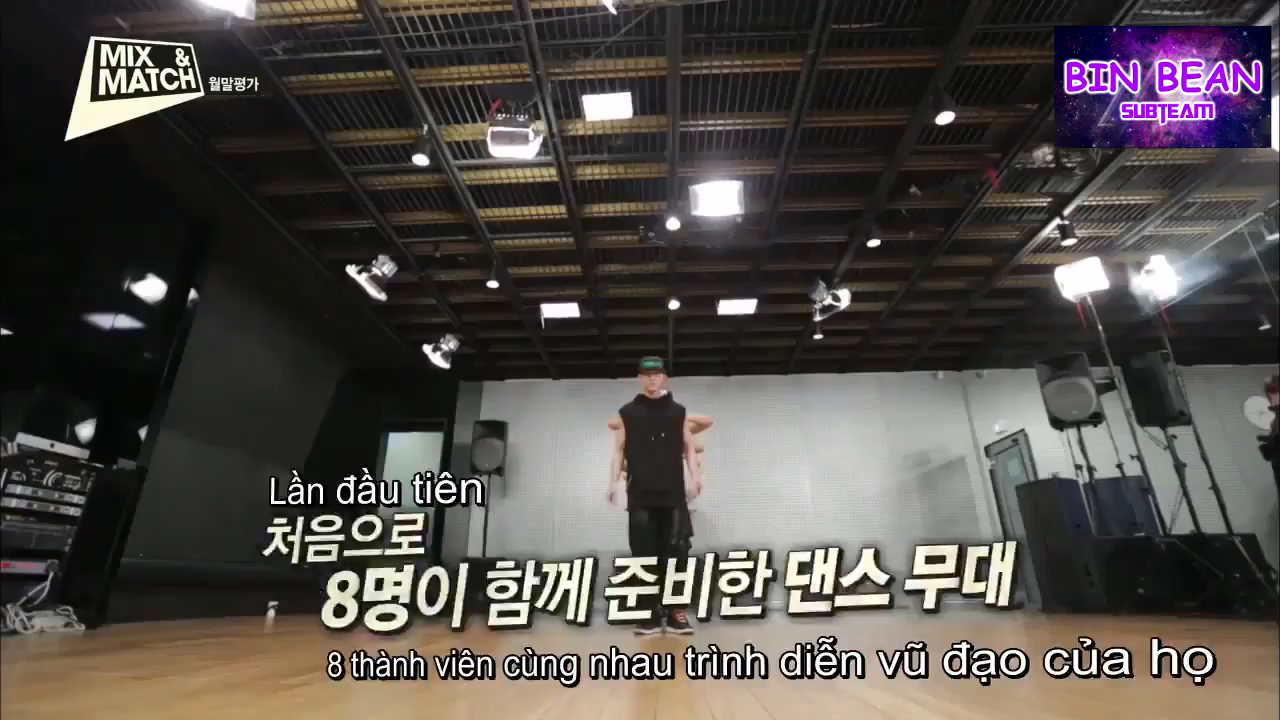 MIX &
MATCH 월말평가
BIN BEAN
SUBTEAM
Lần đầu tiên
처음으로
8명이 함께 준비한 댄스 무대
8 thành viên cùng nhau trình diễn vũ đạo của họ